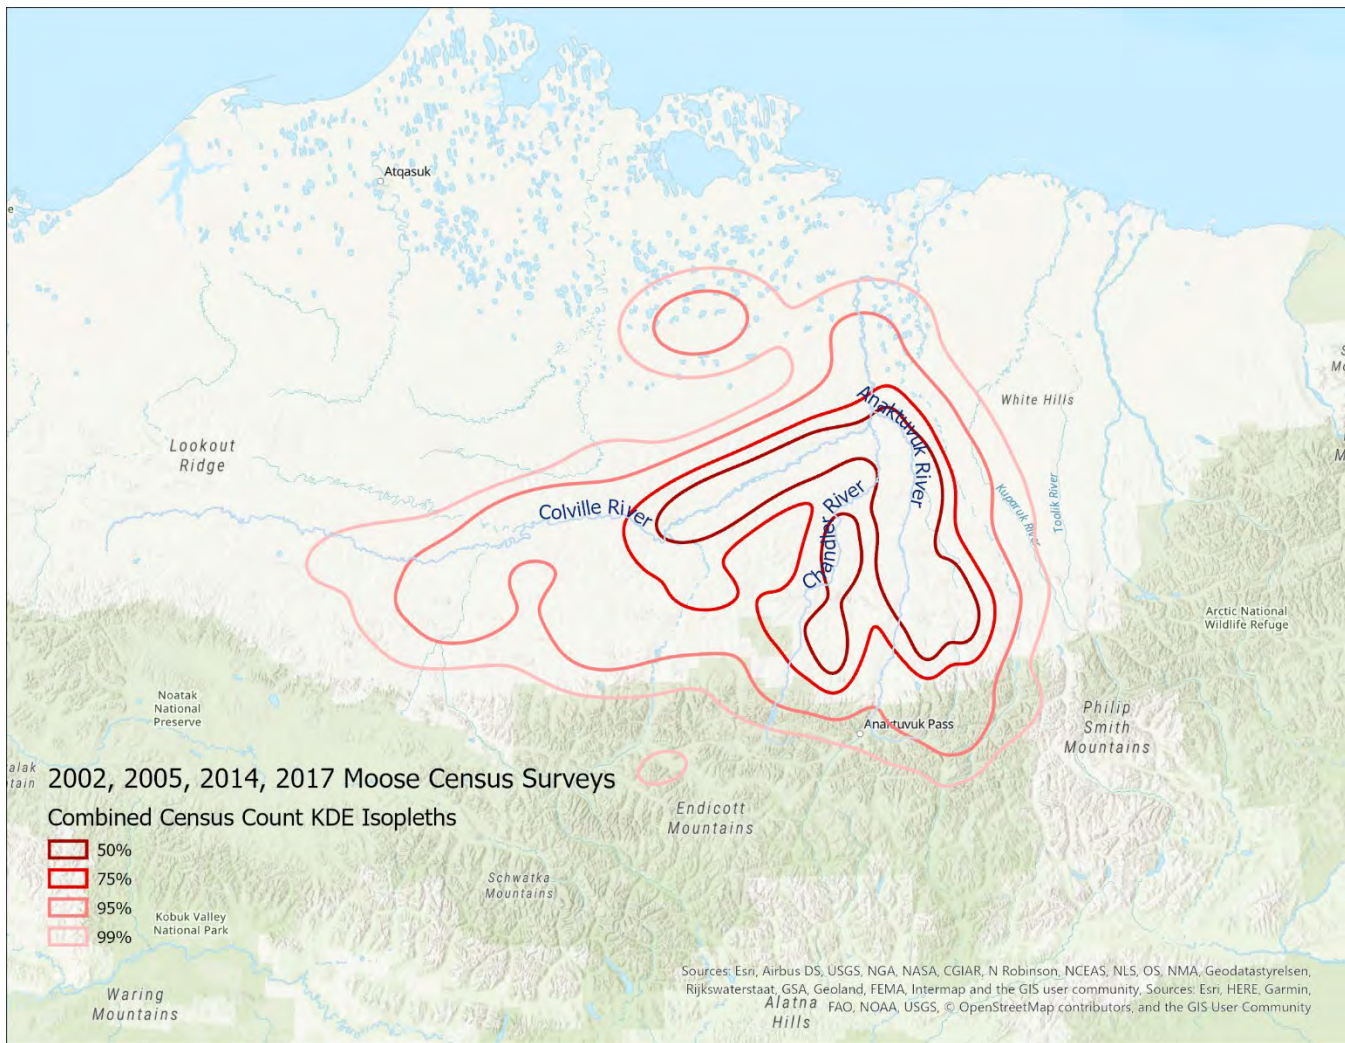 Atqasuk
e
White Hills
Anaktuvuk River
Lookout
Ridge
Colville River
Chandler River
Kuparuk River
Toolik River
Arctic National
Wildlife Refuge
Noatak
National
Preserve
Anaktuvuk Pass
Philip
Smith
Mountains
2002, 2005, 2014, 2017 Moose Census Surveys
Combined Census Count KDE Isopleths
50%
75%
95%
99%
Endicott
Mountains
Schwatka
Mountains
Kobuk Valley
National Park
Waring
Mountains
Alatna
Hills
Sources: Esri, Airbus DS, USGS, NGA, NASA, CGIAR, N Robinson, NCEAS, NLS, OS, NMA, Geodatastyrelsen,
Rijkswaterstaat, GSA, Geoland, FEMA, Intermap and the GIS user community, Sources: Esri, HERE, Garmin,
FAO, NOAA, USGS, © OpenStreetMap contributors, and the GIS User Community